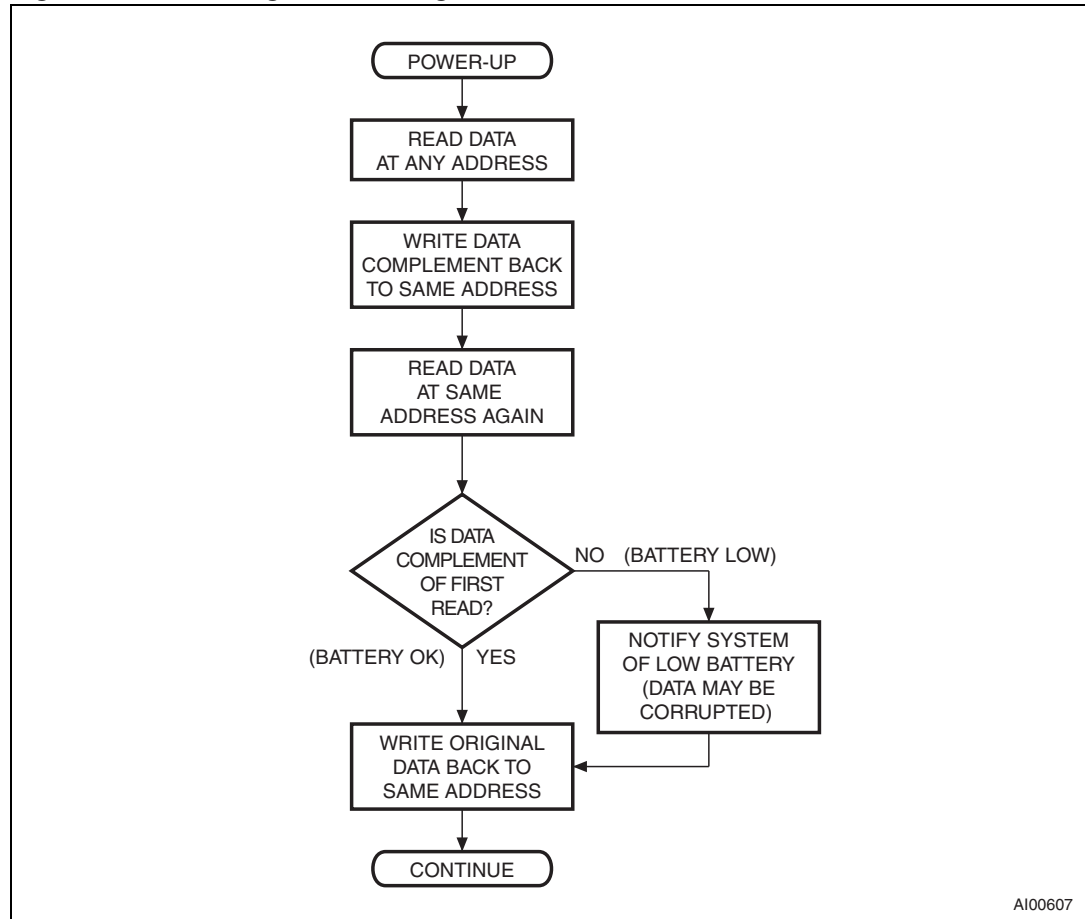 POWER-UP
READ DATA
AT ANY ADDRESS
WRITE DATA
COMPLEMENT BACK
TO SAME ADDRESS
READ DATA
AT SAME
ADDRESS AGAIN
IS DATA
COMPLEMENT
OF FIRST
READ?
NO (BATTERY LOW)
NOTIFY SYSTEM
OF LOW BATTERY
(DATA MAY BE
CORRUPTED)
(BATTERY OK) YES
WRITE ORIGINAL
DATA BACK TO
SAME ADDRESS
CONTINUE
AI00607